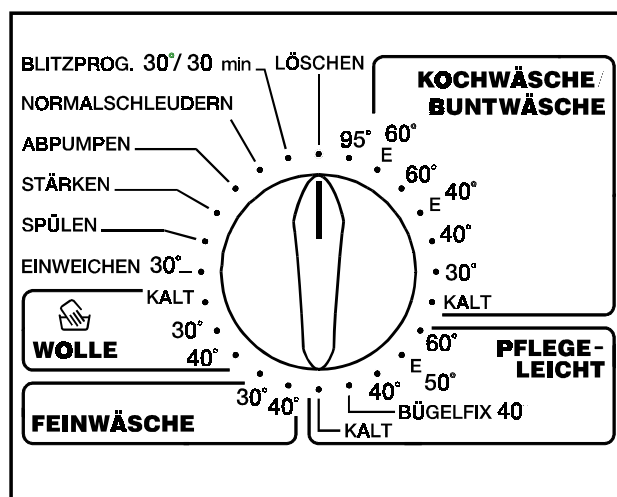 BLITZPROG. 30°/ 30 min
LÖSCHEN
KOCHWÄSCHE/
BUNTWÄSCHE
NORMALSCHLEUDERN
95°
60°
E
ABPUMPEN
60°
STÄRKEN
E
40°
SPÜLEN
40°
EINWEICHEN 30°
30°
KALT
KALT
30°
WOLLE
40°
60°
PFLEGE-
LEICHT
E
50°
30°
40°
40°
FEINWÄSCHE
BÜGELFIX 40
KALT